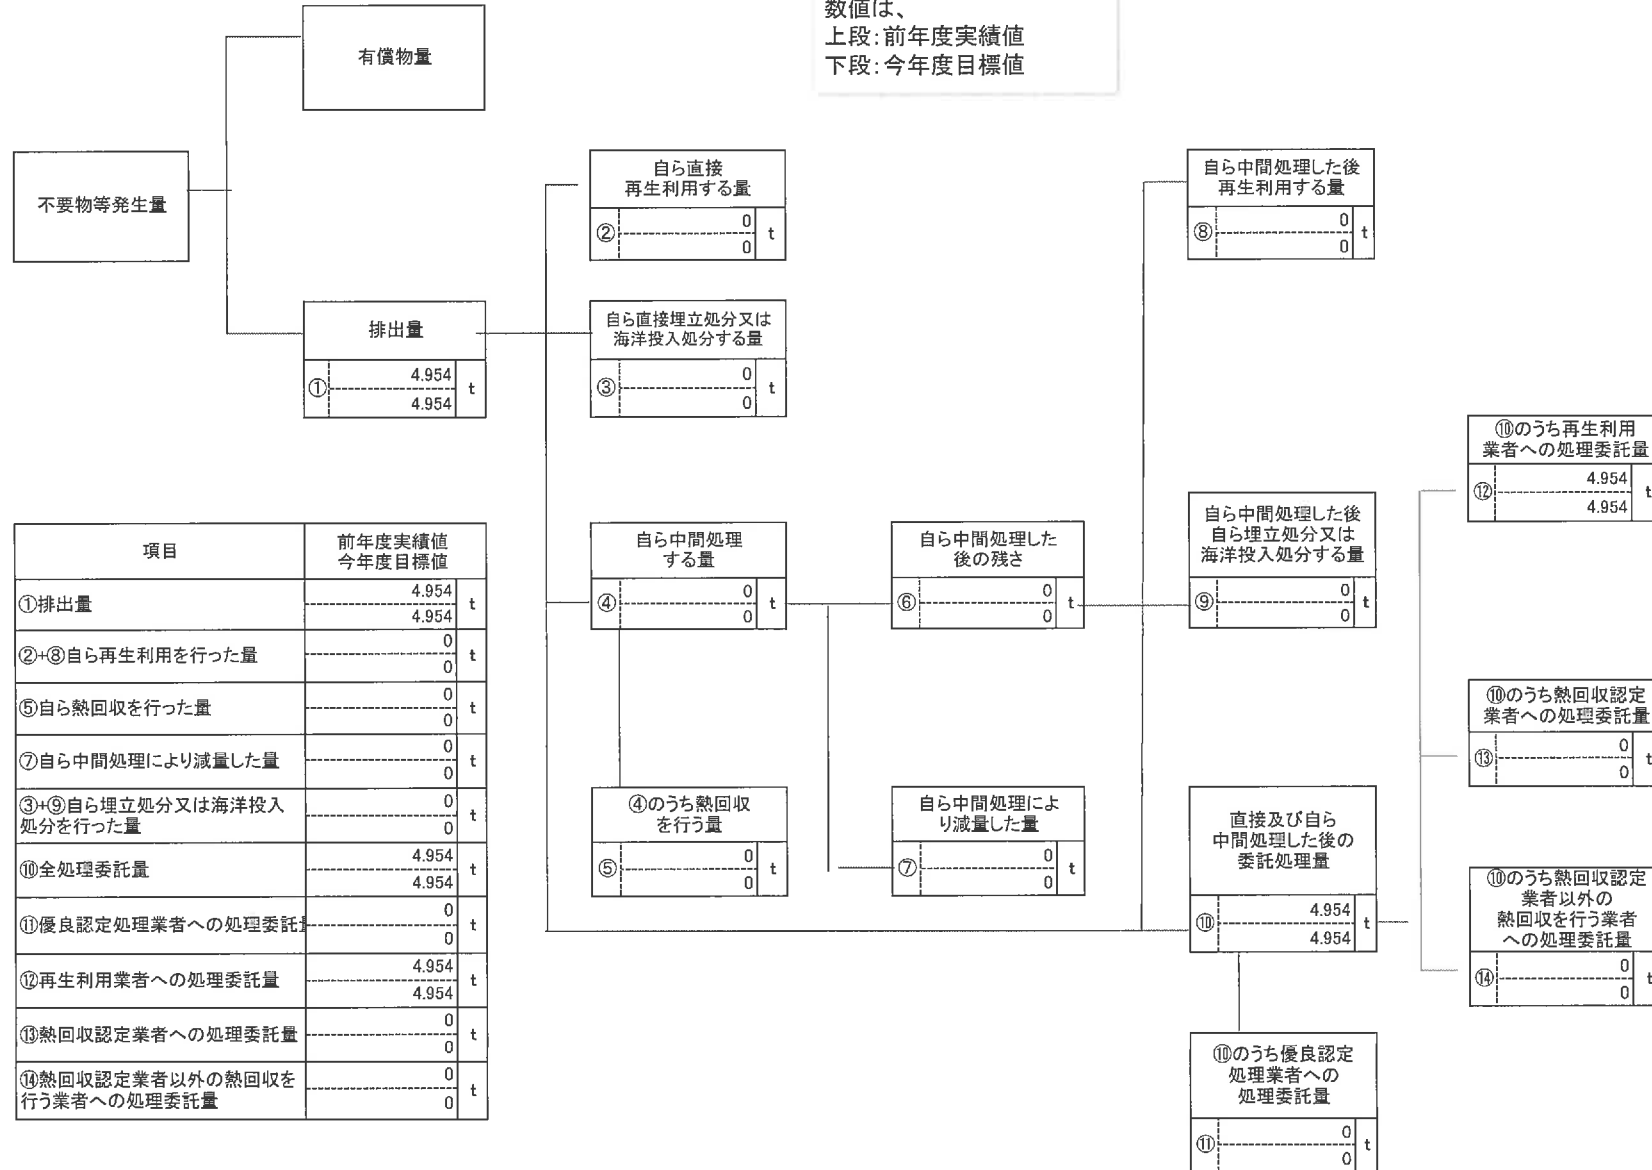 数値は、
上段:前年度実績値
下段:今年度目標値
有償物量
不要物等発生量
排出量
① 4.954 t
4.954
自ら直接
再生利用する量
② 0 t
0
自ら直接埋立処分又は
海洋投入処分する量
③ 0 t
0
自ら中間処理した後
再生利用する量
⑧ 0 t
0
⑩のうち再生利用
業者への処理委託量
⑫ 4.954 t
4.954
自ら中間処理
する量
④ 0 t
0
自ら中間処理した
後の残さ
⑥ 0 t
0
自ら中間処理した後
自ら埋立処分又は
海洋投入処分する量
⑨ 0 t
0
⑩のうち熱回収認定
業者への処理委託量
⑬ 0 t
0
④のうち熱回収
を行う量
⑤ 0 t
0
自ら中間処理によ
り減量した量
⑦ 0 t
0
直接及び自ら
中間処理した後の
委託処理量
⑩ 4.954 t
4.954
⑩のうち熱回収認定
業者以外の
熱回収を行う業者
への処理委託量
⑭ 0 t
0
⑩のうち優良認定
処理業者への
処理委託量
⑪ 0 t
0
項目 前年度実績値
今年度目標値
①排出量 4.954 t
4.954
②+⑧自ら再生利用を行った量 0 t
0
⑤自ら熱回収を行った量 0 t
0
⑦自ら中間処理により減量した量 0 t
0
③+⑨自ら埋立処分又は海洋投入 0 t
処分を行った量 0
⑩全処理委託量 4.954 t
4.954
⑪優良認定処理業者への処理委託 0 t
0
⑫再生利用業者への処理委託量 4.954 t
4.954
⑬熱回収認定業者への処理委託量 0 t
0
⑭熱回収認定業者以外の熱回収を 0 t
行う業者への処理委託量 0